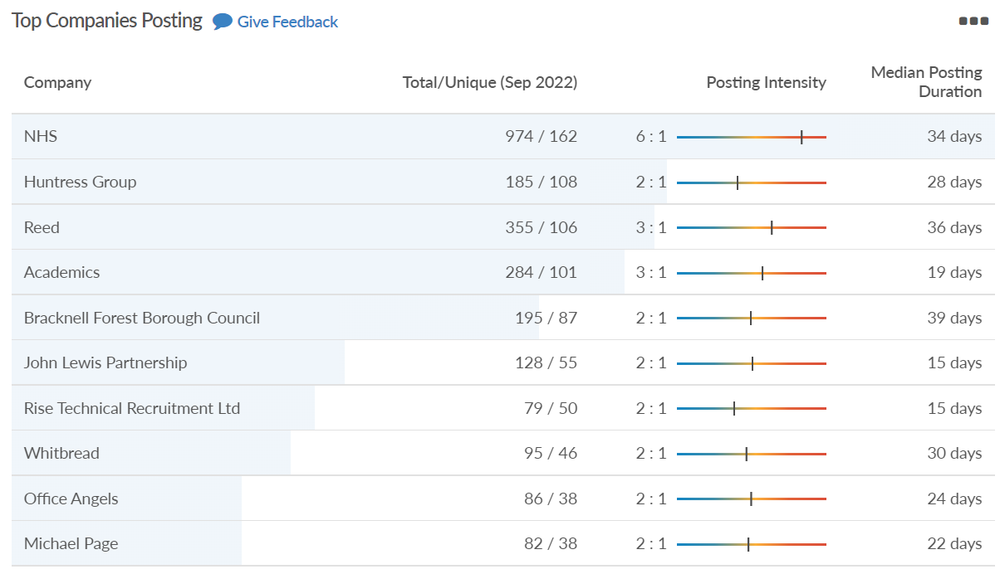 Top Companies Posting Give Feedback
Company Total/Unique (Sep 2022) Posting Intensity Median Posting Duration
NHS 974 / 162 6 : 1 34 days
Huntress Group 185 / 108 2 : 1 28 days
Reed 355 / 106 3 : 1 36 days
Academics 284 / 101 3 : 1 19 days
Bracknell Forest Borough Council 195 / 87 2 : 1 39 days
John Lewis Partnership 128 / 55 2 : 1 15 days
Rise Technical Recruitment Ltd 79 / 50 2 : 1 15 days
Whitbread 95 / 46 2 : 1 30 days
Office Angels 86 / 38 2 : 1 24 days
Michael Page 82 / 38 2 : 1 22 days